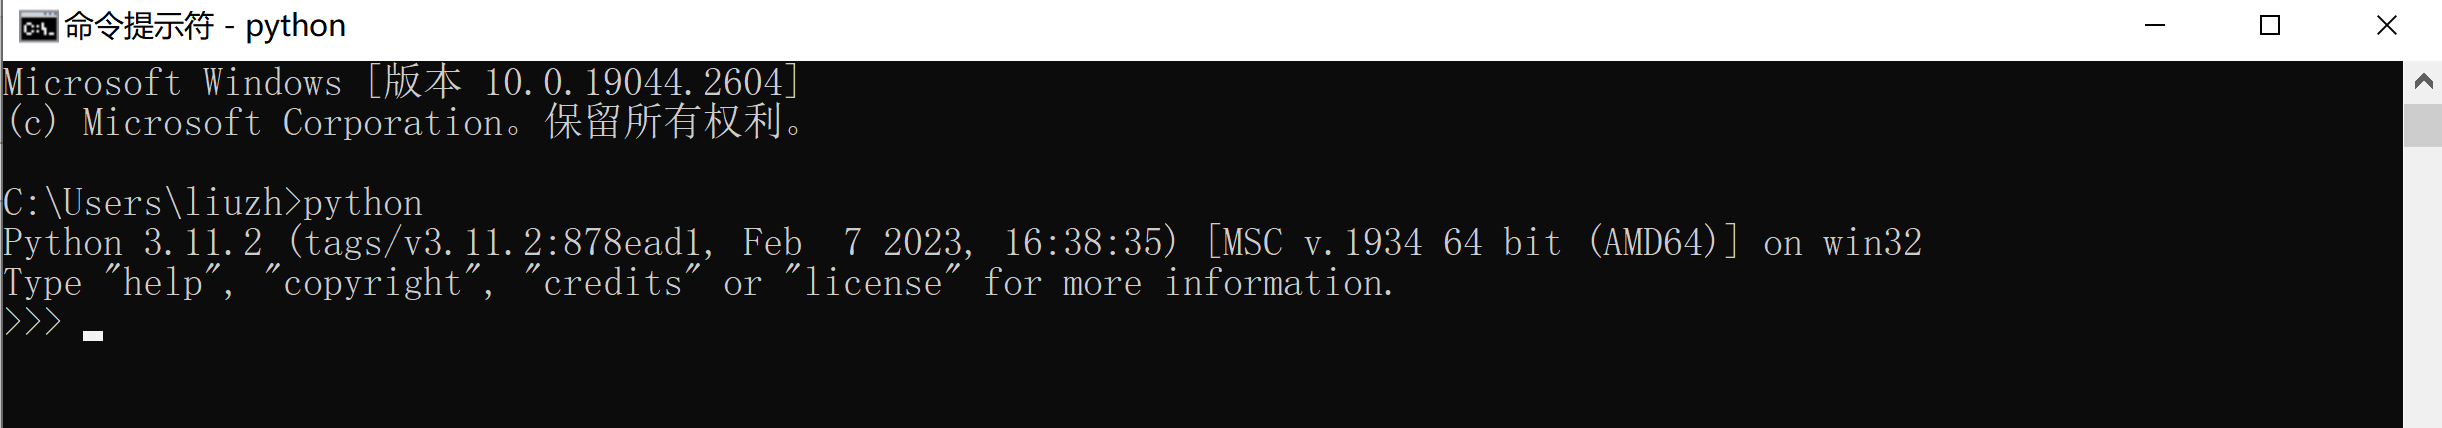 命令提示符 - python
Microsoft Windows [版本 10.0.19044.2604]
(c) Microsoft Corporation。保留所有权利。
C:\Users\liuzh>python
Python 3.11.2 (tags/v3.11.2:878ead1, Feb  7 2023, 16:38:35) [MSC v.1934 64 bit (AMD64)] on win32
Type "help", "copyright", "credits" or "license" for more information.
>>>